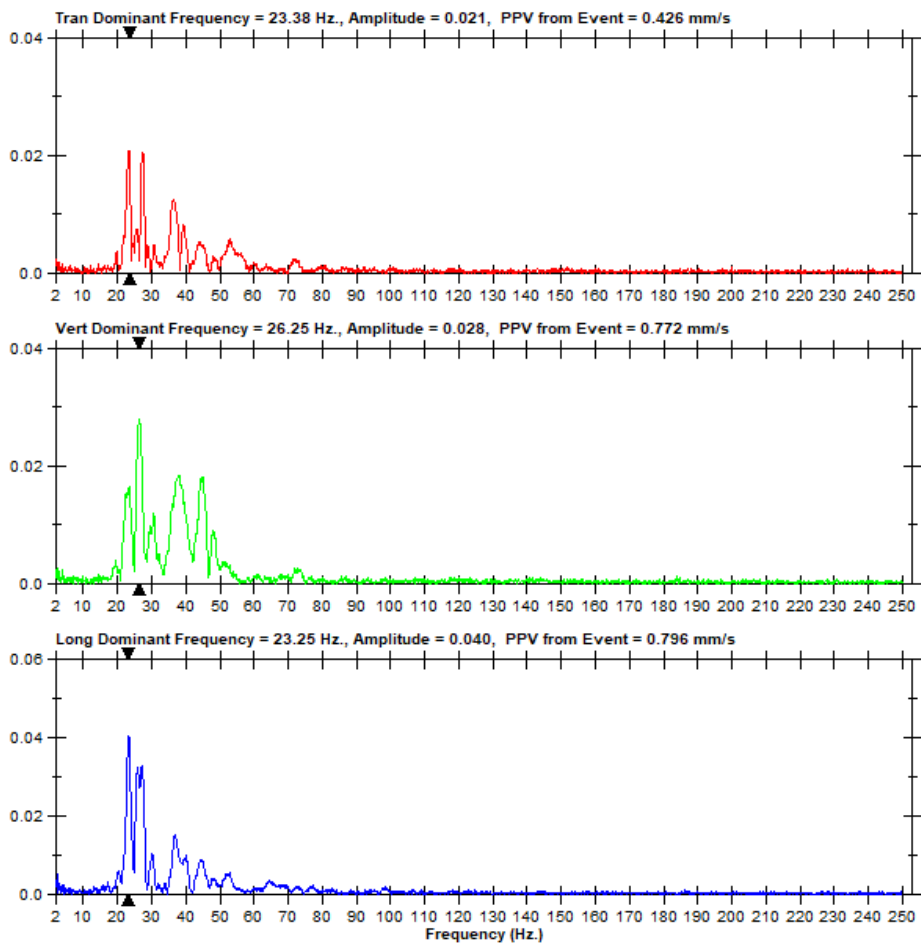 Tran Dominant Frequency = 23.38 Hz., Amplitude = 0.021, PPV from Event = 0.426 mm/s
0.04
0.02
0.0
2 10 20 30 40 50 60 70 80 90 100 110 120 130 140 150 160 170 180 190 200 210 220 230 240 250
Vert Dominant Frequency = 26.25 Hz., Amplitude = 0.028, PPV from Event = 0.772 mm/s
0.04
0.02
0.0
2 10 20 30 40 50 60 70 80 90 100 110 120 130 140 150 160 170 180 190 200 210 220 230 240 250
Long Dominant Frequency = 23.25 Hz., Amplitude = 0.040, PPV from Event = 0.796 mm/s
0.06
0.04
0.02
0.0
2 10 20 30 40 50 60 70 80 90 100 110 120 130 140 150 160 170 180 190 200 210 220 230 240 250
Frequency (Hz.)